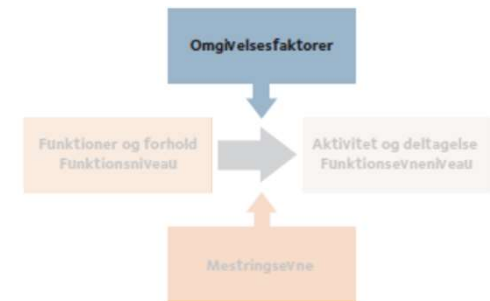 Omgivelsesfaktorer
Funktioner og forhold
Funktionsniveau
Aktivitet og deltagelse
Funktionsevneniveau
Mestringsevne